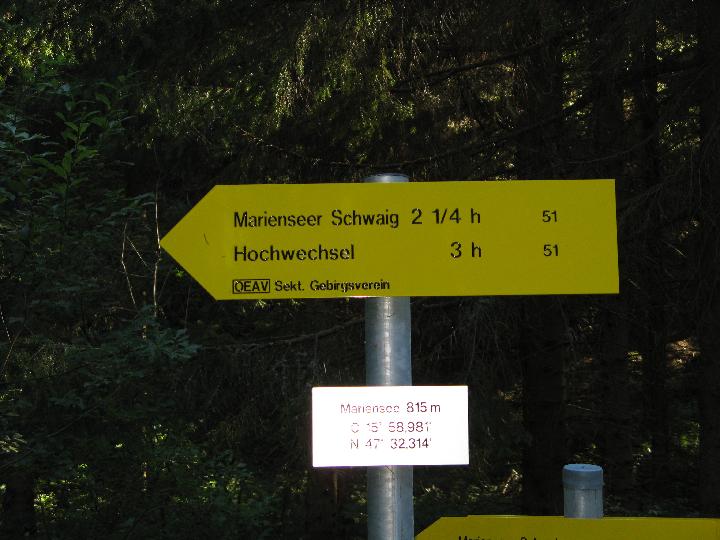 Marienseer Schwaig 2 1/4 h 51
Hochwechsel 3 h 51
OEAV Sekt. Gebirgsverein
Mariensee 815 m
O 15° 58,981'
N 47° 32,314'